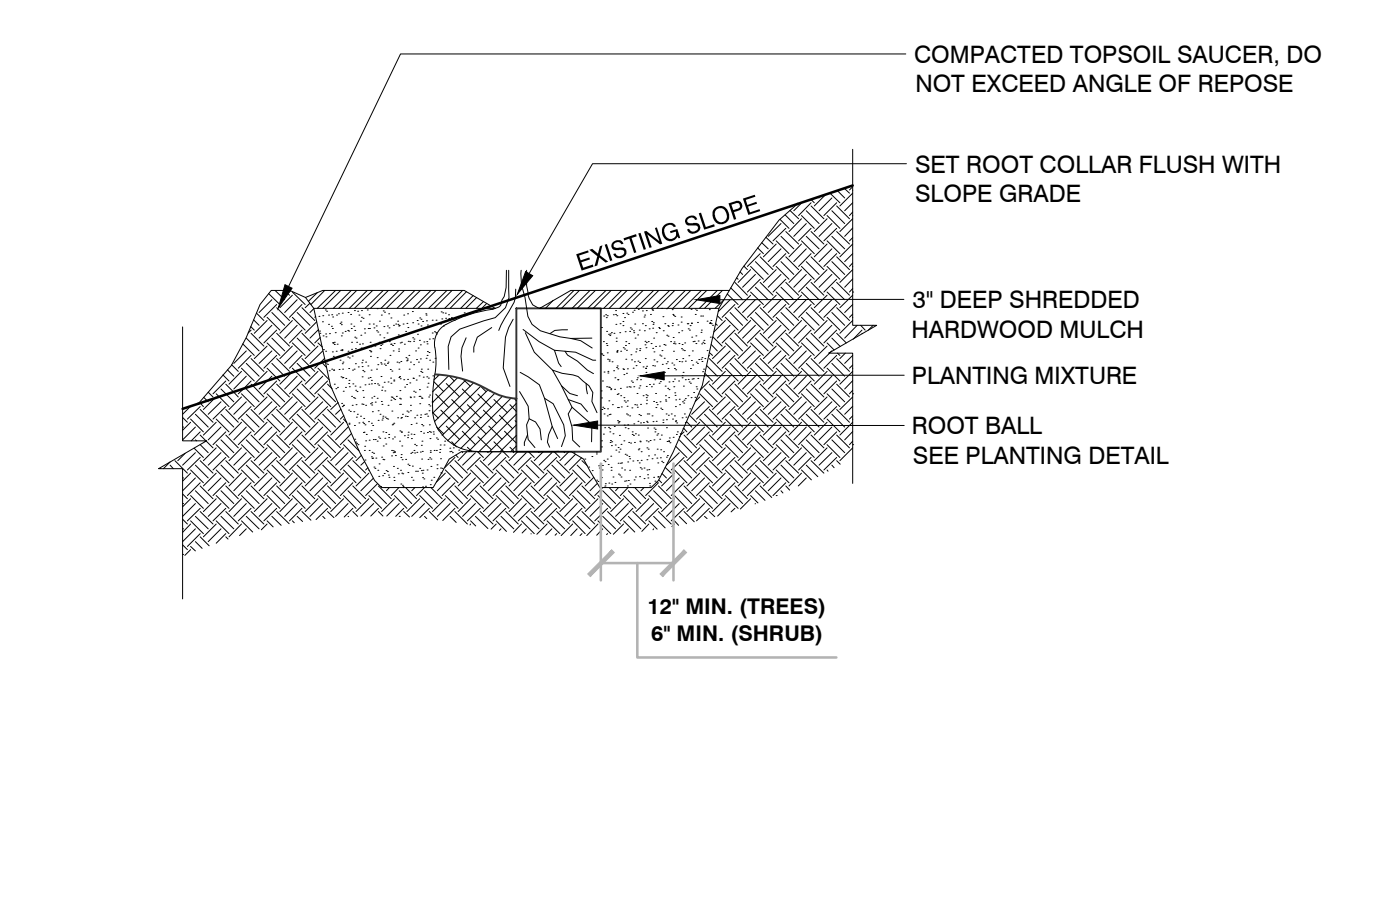 COMPACTED TOPSOIL SAUCER, DO
NOT EXCEED ANGLE OF REPOSE
SET ROOT COLLAR FLUSH WITH
SLOPE GRADE
EXISTING SLOPE
3" DEEP SHREDDED
HARDWOOD MULCH
PLANTING MIXTURE
ROOT BALL
SEE PLANTING DETAIL
12" MIN. (TREES)
6" MIN. (SHRUB)